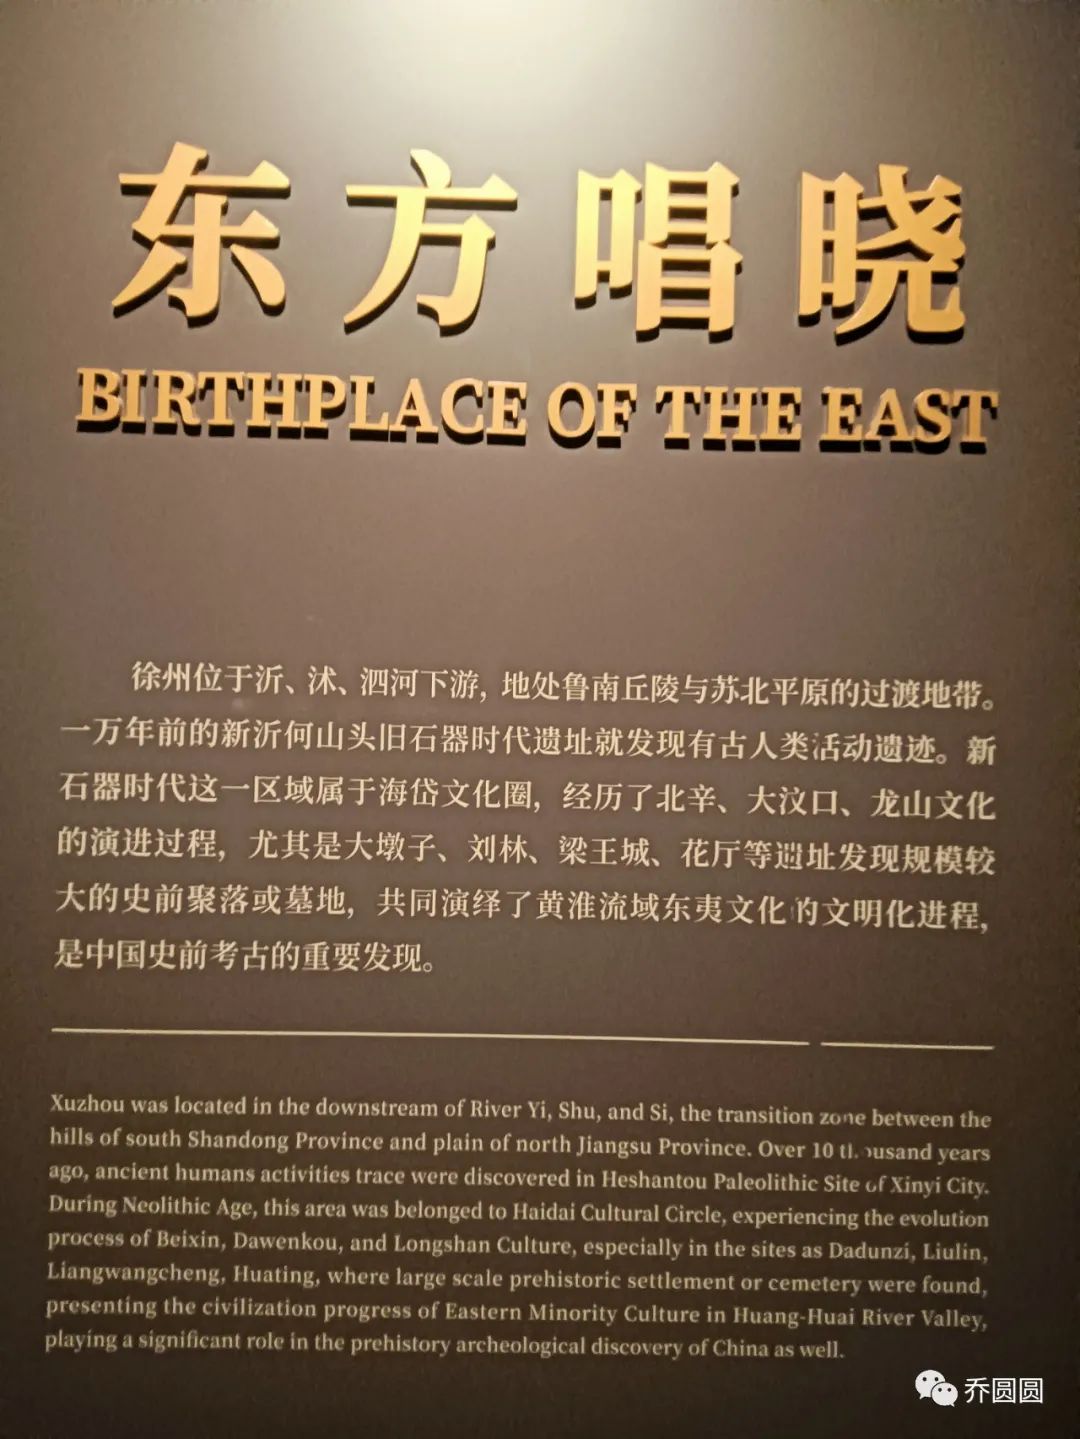 东方唱晓
BIRTHPLACE OF THE EAST
徐州位于沂、沭、泗河下游，地处鲁南丘陵与苏北平原的过渡地带。
一万年前的新沂何山头旧石器时代遗址就发现有古人类活动遗迹。新
石器时代这一区域属于海岱文化圈，经历了北辛、大汶口、龙山文化
的演进过程，尤其是大墩子、刘林、梁王城、花厅等遗址发现规模较
大的史前聚落或墓地，共同演绎了黄淮流域东夷文化的文明化进程，
是中国史前考古的重要发现。
Xuzhou was located in the downstream of River Yi, Shu, and Si, the transition zone between the
hills of south Shandong Province and plain of north Jiangsu Province. Over 10 thousand years
ago, ancient humans activities trace were discovered in Heshantou Paleolithic Site of Xinyi City.
During Neolithic Age, this area was belonged to Haidai Cultural Circle, experiencing the evolution
process of Beixin, Dawenkou, and Longshan Culture, especially in the sites as Dadunzi, Liulin,
Liangwangcheng, Huating, where large scale prehistoric settlement or cemetery were found,
presenting the civilization progress of Eastern Minority Culture in Huang-Huai River Valley,
playing a significant role in the prehistory archeological discovery of China as well.
乔圆圆